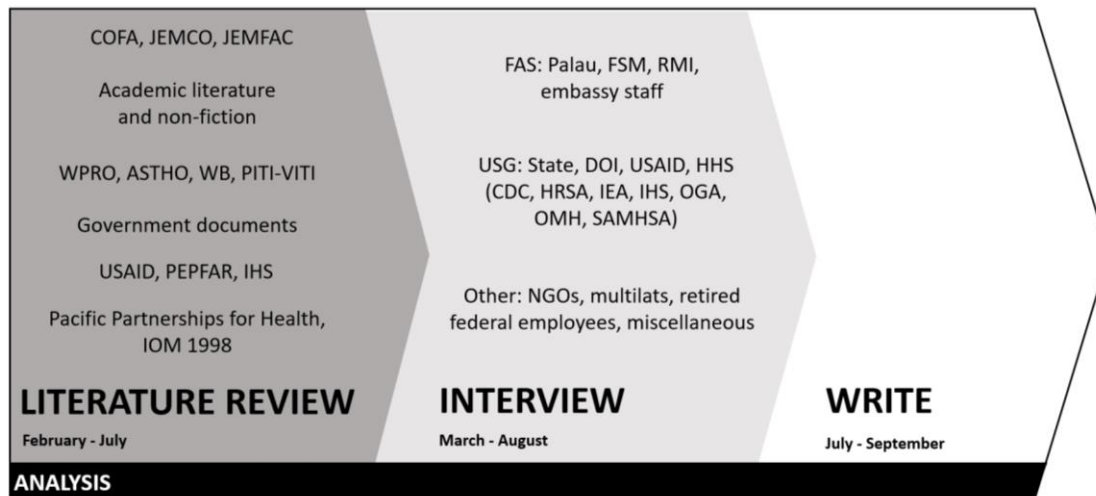 COFA, JEMCO, JEMFAC
Academic literature
and non-fiction
WPRO, ASTHO, WB, PITI-VITI
Government documents
USAID, PEPFAR, IHS
Pacific Partnerships for Health,
IOM 1998
LITERATURE REVIEW
February - July
FAS: Palau, FSM, RMI,
embassy staff
USG: State, DOI, USAID, HHS
(CDC, HRSA, IEA, IHS, OGA,
OMH, SAMHSA)
Other: NGOs, multilats, retired
federal employees, miscellaneous
INTERVIEW
March - August
WRITE
July - September
ANALYSIS